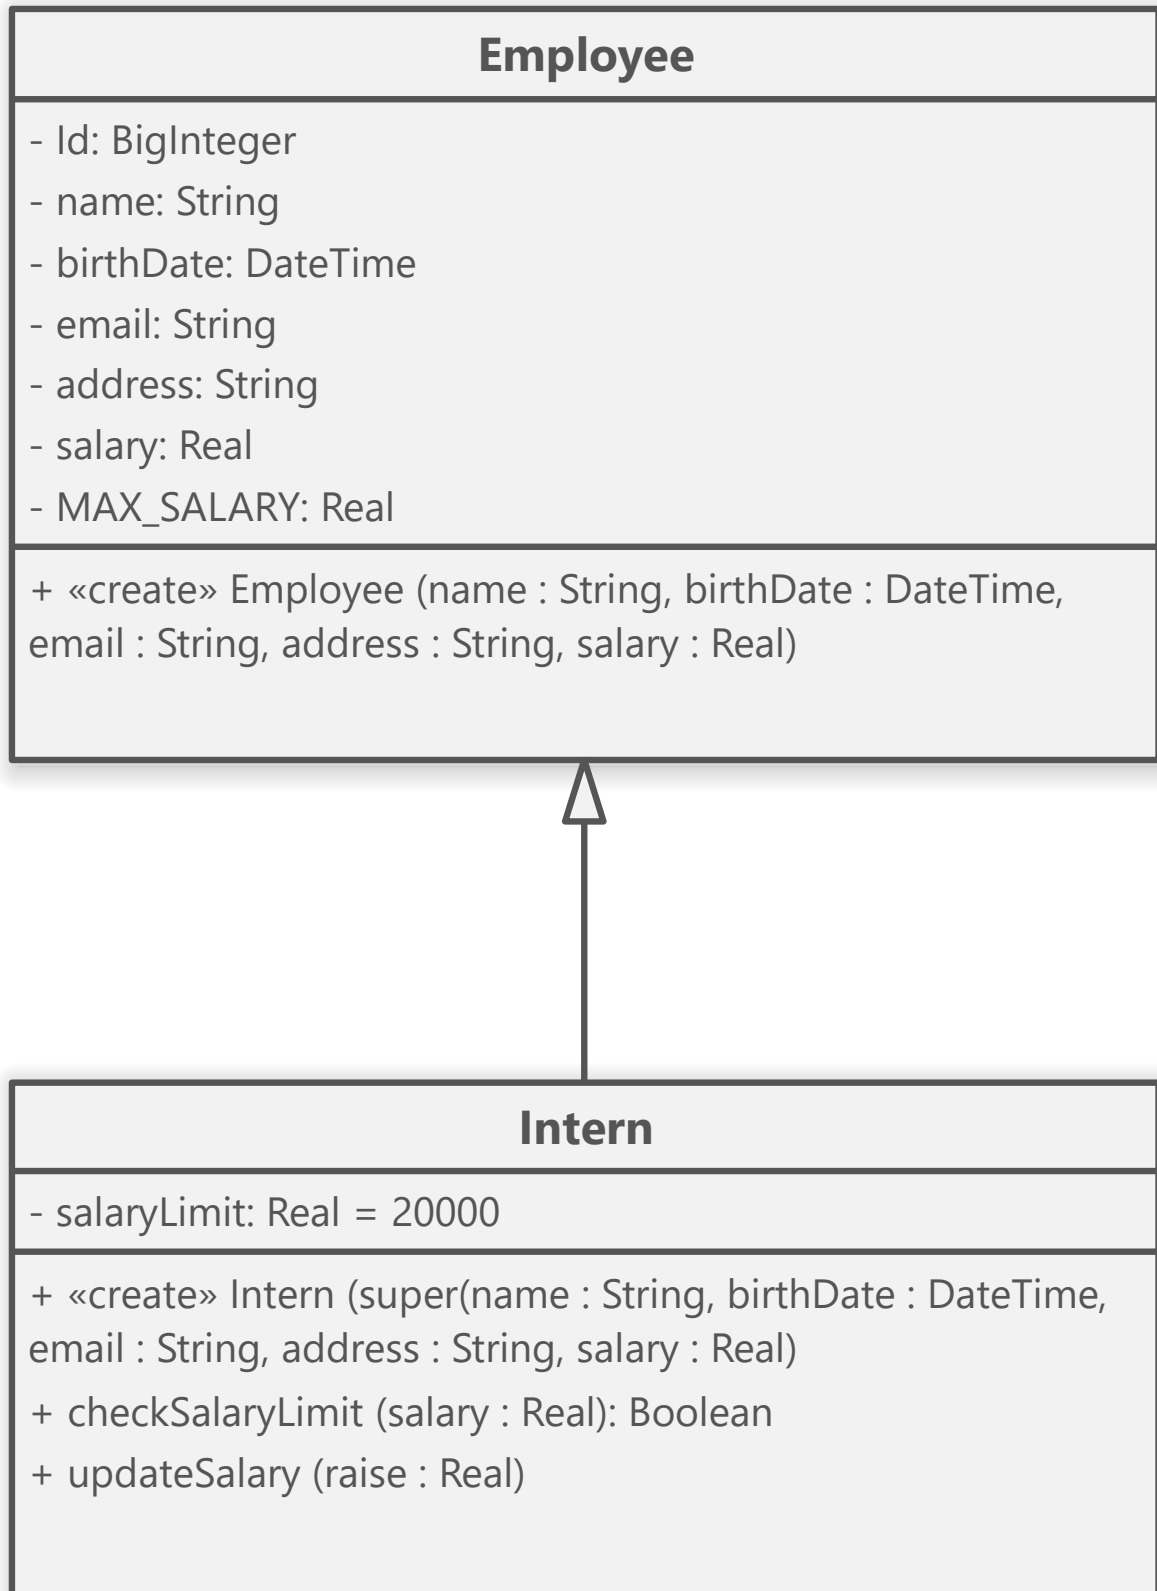 Employee
- Id: BigInteger
- name: String
- birthDate: DateTime
- email: String
- address: String
- salary: Real
- MAX_SALARY: Real
+ «create» Employee (name : String, birthDate : DateTime,
email : String, address : String, salary : Real)
Intern
- salaryLimit: Real = 20000
+ «create» Intern (super(name : String, birthDate : DateTime,
email : String, address : String, salary : Real)
+ checkSalaryLimit (salary : Real): Boolean
+ updateSalary (raise : Real)